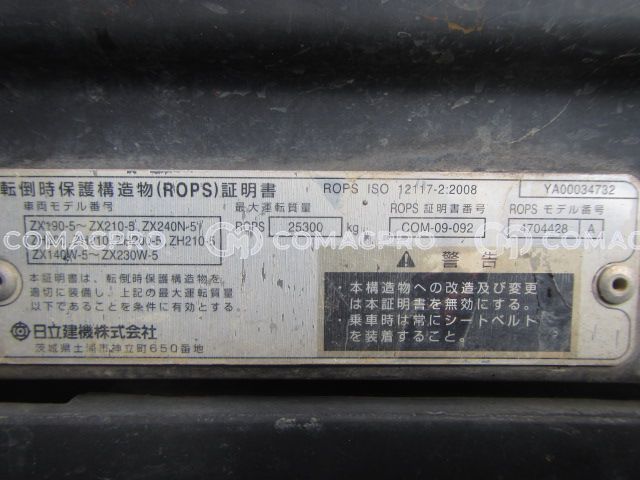 転倒時保護構造物(ROPS)証明書 ROPS ISO 12117-2:2008 YA00034732
車両モデル番号 最大運転質量 ROPS 証明書番号 ROPS 型式番号
ZX190-5～ZX210-5, ZX240N-5 ROPS 25300 kg COM-09-092 4704428 A
ZH210-5
ZX140W-5～ZX230W-5
警告
本証明書は、転倒時保護構造物を
適切に装備し、上記の最大運転質量
以下であることを条件に有効とする。
・本構造物への改造及び変更
は本証明書を無効にする。
・乗車時は常にシートベルト
を装着すること。
日立建機株式会社
茨城県土浦市神立町650番地
COMACPRO COMACPRO COMACPRO